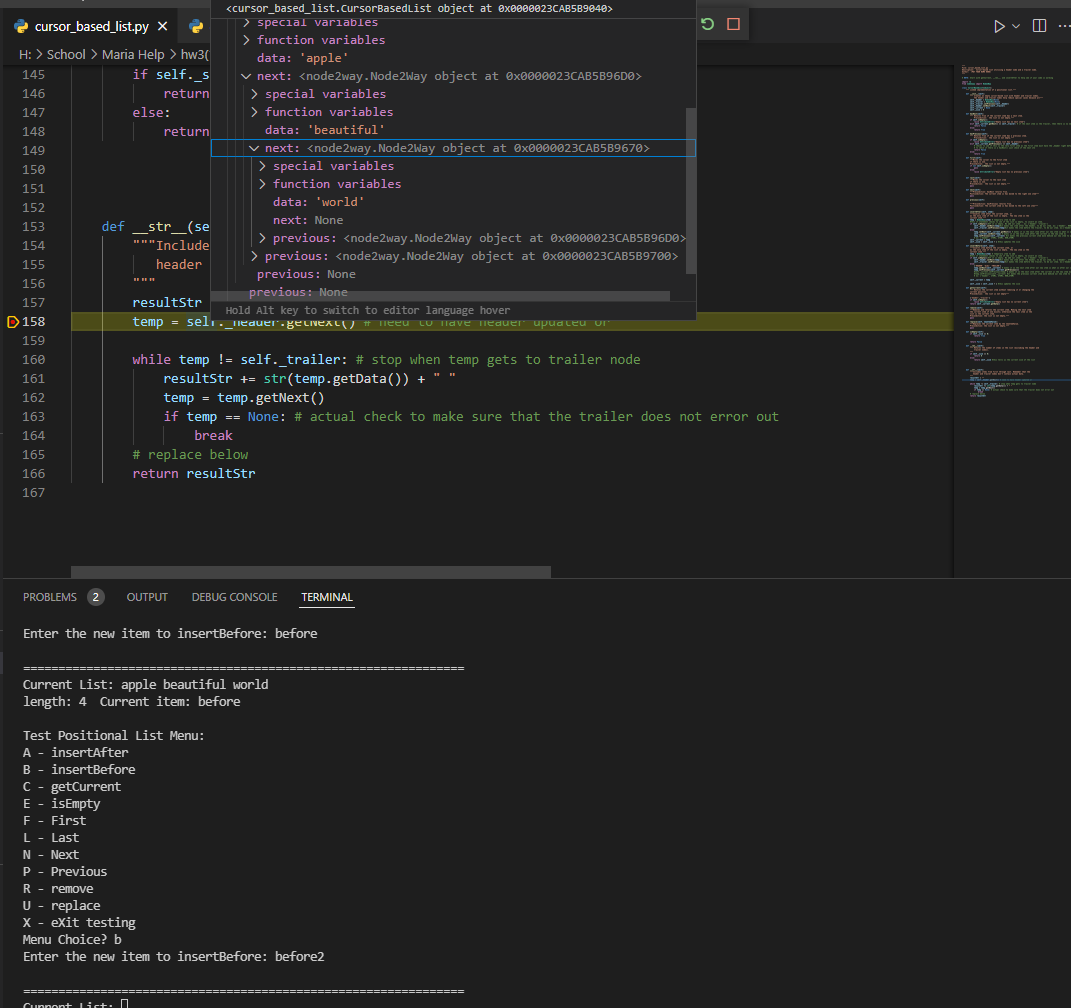 <cursor_based_list.CursorBasedList object at 0x0000023CAB5B9040>
cursor_based_list.py
H: > School > Maria Help > hw3(
special variables
function variables
data: 'apple'
next: <node2way.Node2Way object at 0x0000023CAB5B96D0>
special variables
function variables
data: 'beautiful'
next: <node2way.Node2Way object at 0x0000023CAB5B9670>
special variables
function variables
data: 'world'
next: None
previous: <node2way.Node2Way object at 0x0000023CAB5B96D0>
previous: <node2way.Node2Way object at 0x0000023CAB5B9700>
previous: None
previous: None
Hold Alt key to switch to editor language hover
145 if self._s
146 return
147 else:
148 return
149
150
151
152
153 def __str__(se
154 """Include
155 header
156 """
157 resultStr
158 temp = self._header.getNext() # need to have header updated or
159
160 while temp != self._trailer: # stop when temp gets to trailer node
161 resultStr += str(temp.getData()) + " "
162 temp = temp.getNext()
163 if temp == None: # actual check to make sure that the trailer does not error out
164 break
165 # replace below
166 return resultStr
167
PROBLEMS 2 OUTPUT DEBUG CONSOLE TERMINAL
Enter the new item to insertBefore: before
===============================================================
Current List: apple beautiful world
length: 4  Current item: before
Test Positional List Menu:
A - insertAfter
B - insertBefore
C - getCurrent
E - isEmpty
F - First
L - Last
N - Next
P - Previous
R - remove
U - replace
X - eXit testing
Menu Choice? b
Enter the new item to insertBefore: before2
===============================================================
Current List: